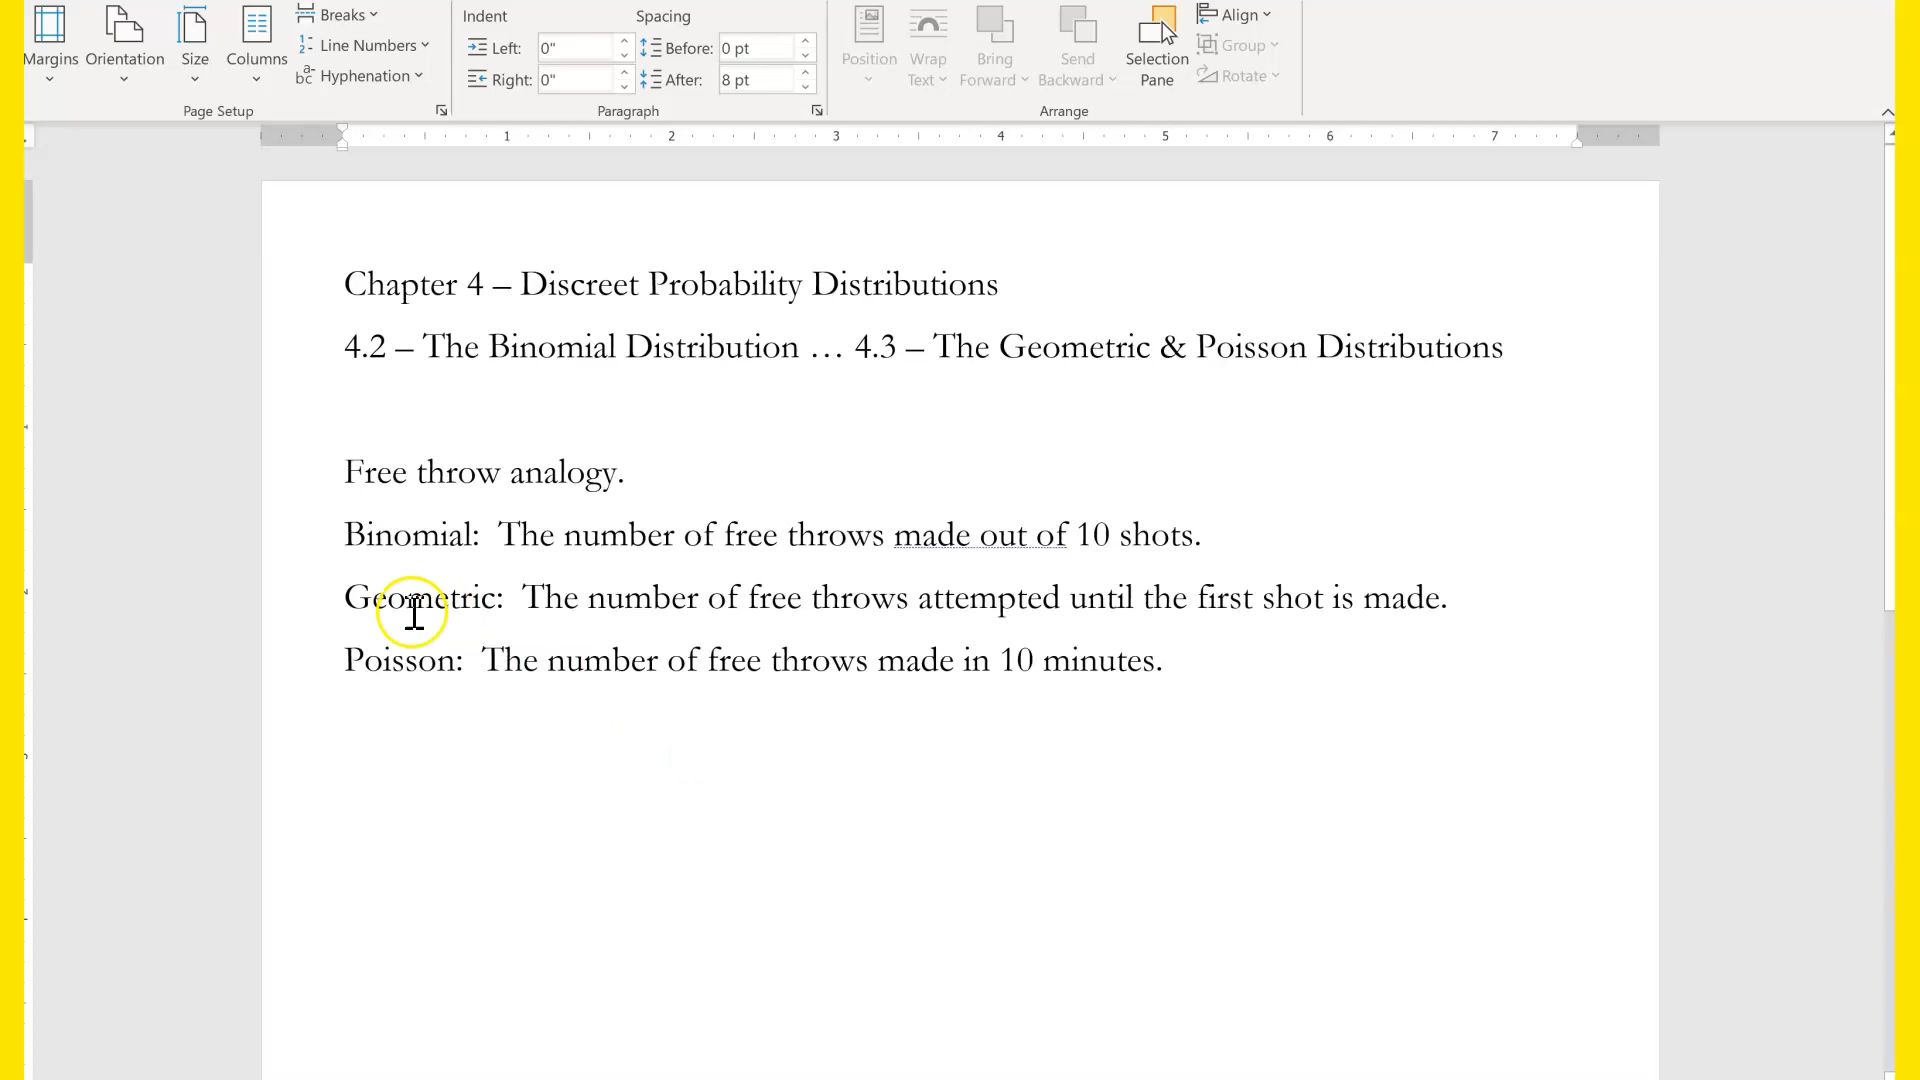 Breaks
Indent
Spacing
Align
Line Numbers
Left: 0"
Before: 0 pt
Group
Margins
Orientation
Size
Columns
Position
Wrap Text
Bring Forward
Send Backward
Selection Pane
Hyphenation
Right: 0"
After: 8 pt
Rotate
Page Setup
Paragraph
Arrange
1 2 3 4 5 6 7
Chapter 4 – Discreet Probability Distributions
4.2 – The Binomial Distribution … 4.3 – The Geometric & Poisson Distributions
Free throw analogy.
Binomial:  The number of free throws made out of 10 shots.
Geometric:  The number of free throws attempted until the first shot is made.
Poisson:  The number of free throws made in 10 minutes.